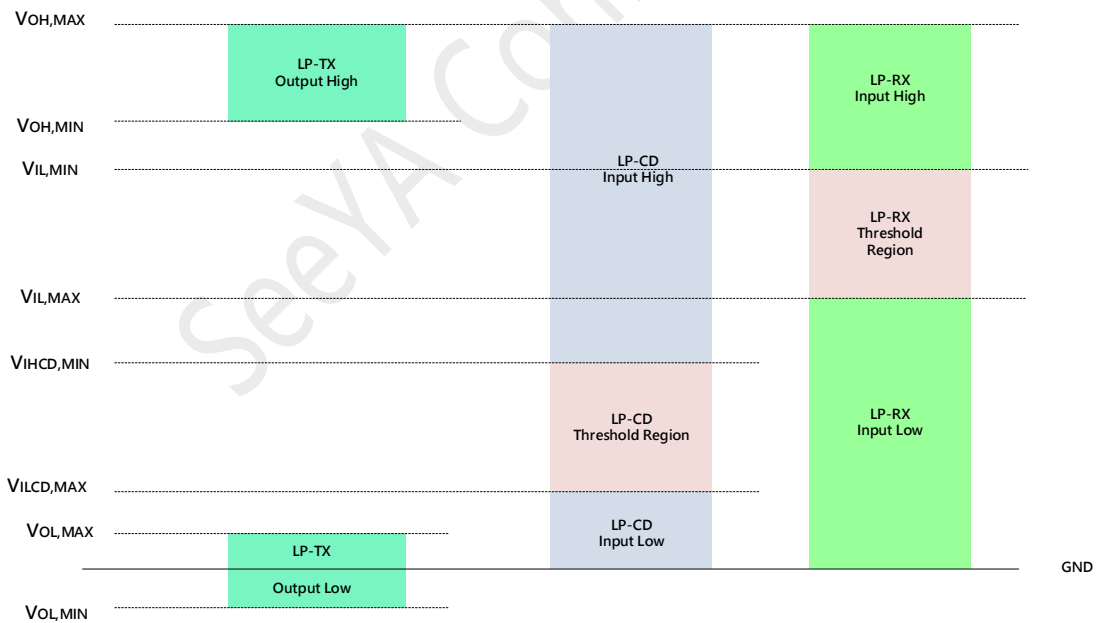 VOH,MAX
LP-TX
Output High
VOH,MIN
VIL,MIN
LP-CD
Input High
LP-RX
Input High
LP-RX
Threshold
Region
VIL,MAX
VIHCD,MIN
LP-CD
Threshold Region
LP-RX
Input Low
VILCD,MAX
LP-CD
Input Low
VOL,MAX
LP-TX
Output Low
GND
VOL,MIN
SeeYA Con